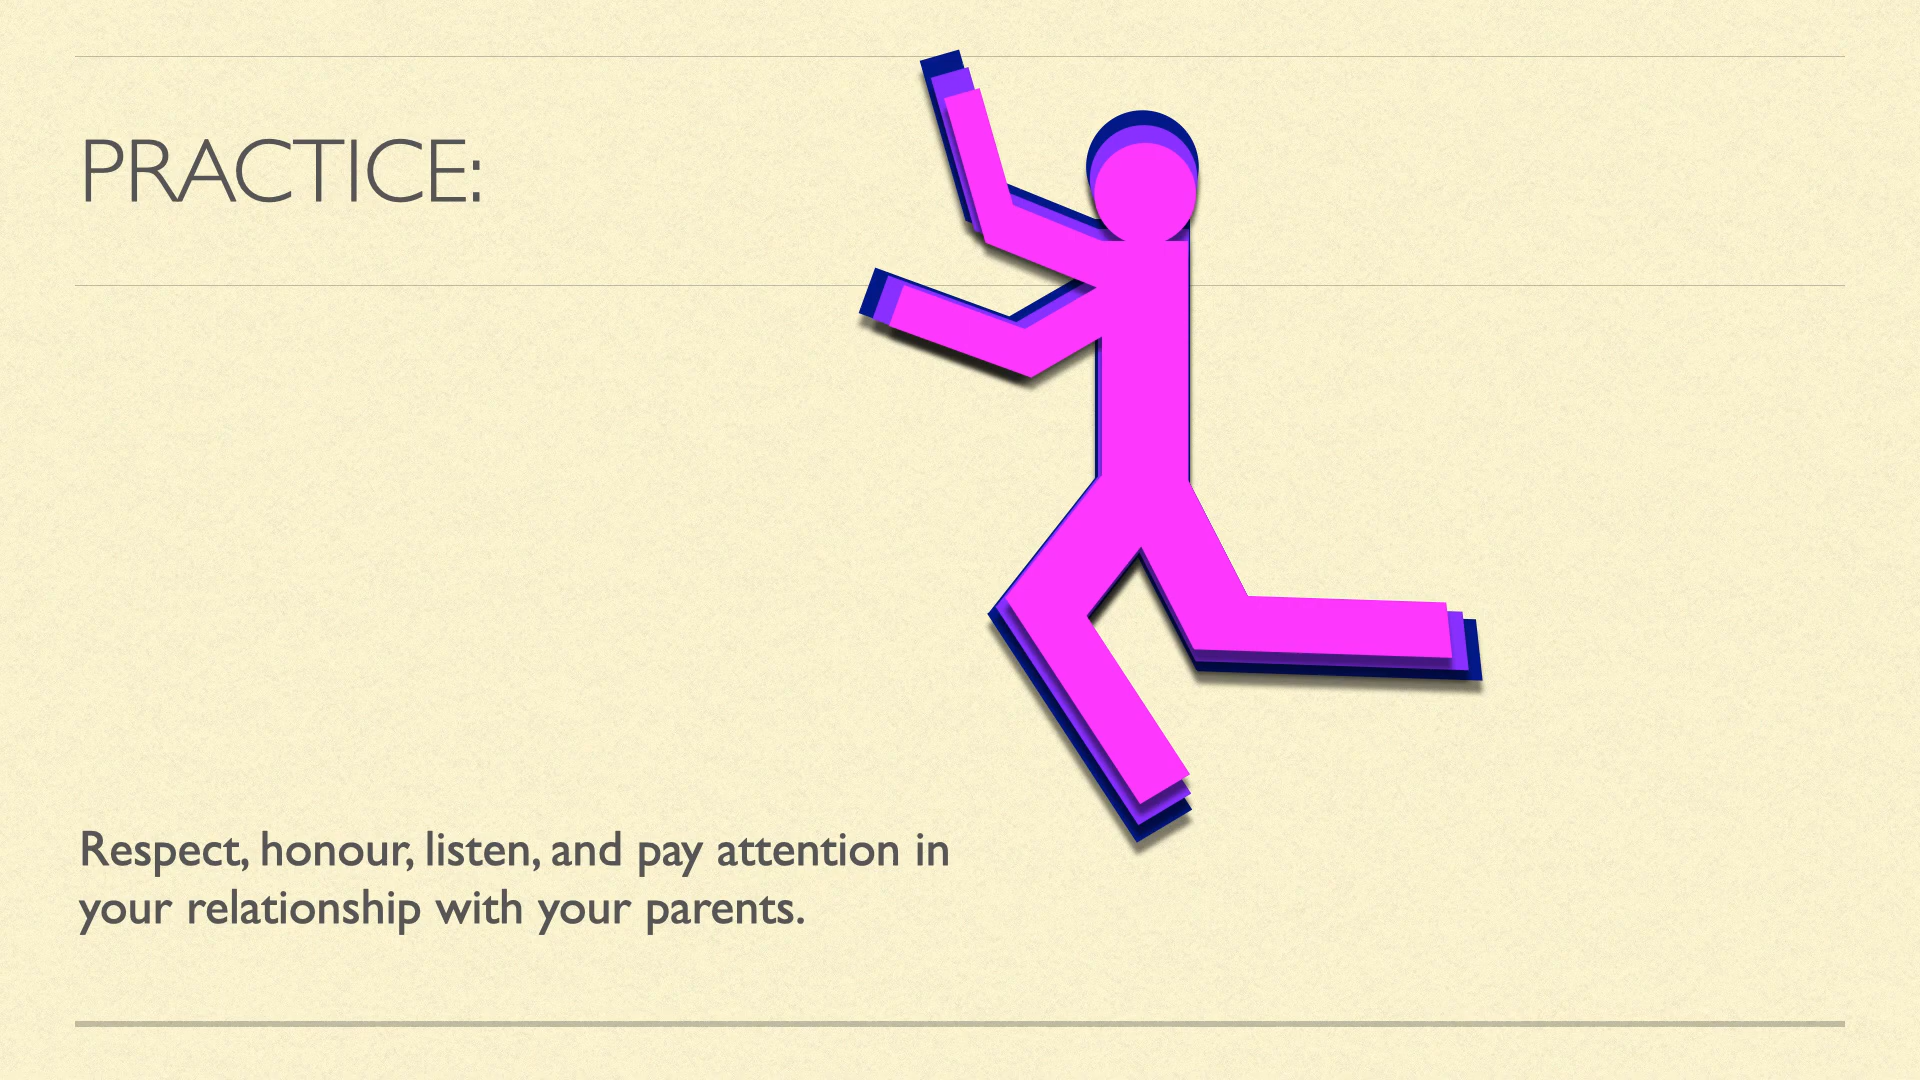 PRACTICE:
Respect, honour, listen, and pay attention in
your relationship with your parents.